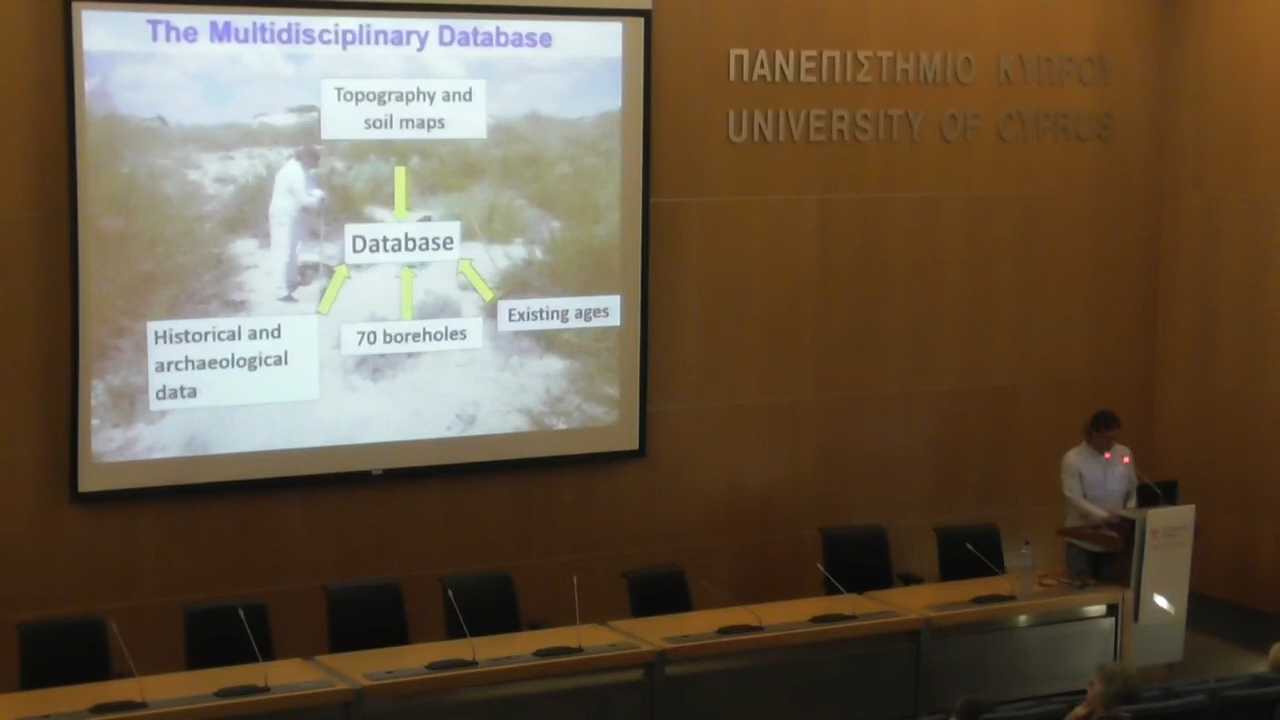 The Multidisciplinary Database
Topography and
soil maps
Database
Historical and
archaeological
data
70 boreholes
Existing ages
ΠΑΝΕΠΙΣΤΗΜΙΟ ΚΥΠΡΟΥ
UNIVERSITY OF CYPRUS